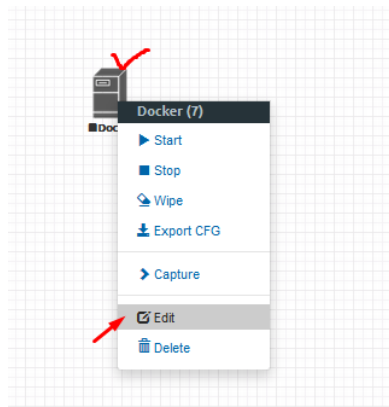 Docker (7)
Doc
Start
Stop
Wipe
Export CFG
Capture
Edit
Delete